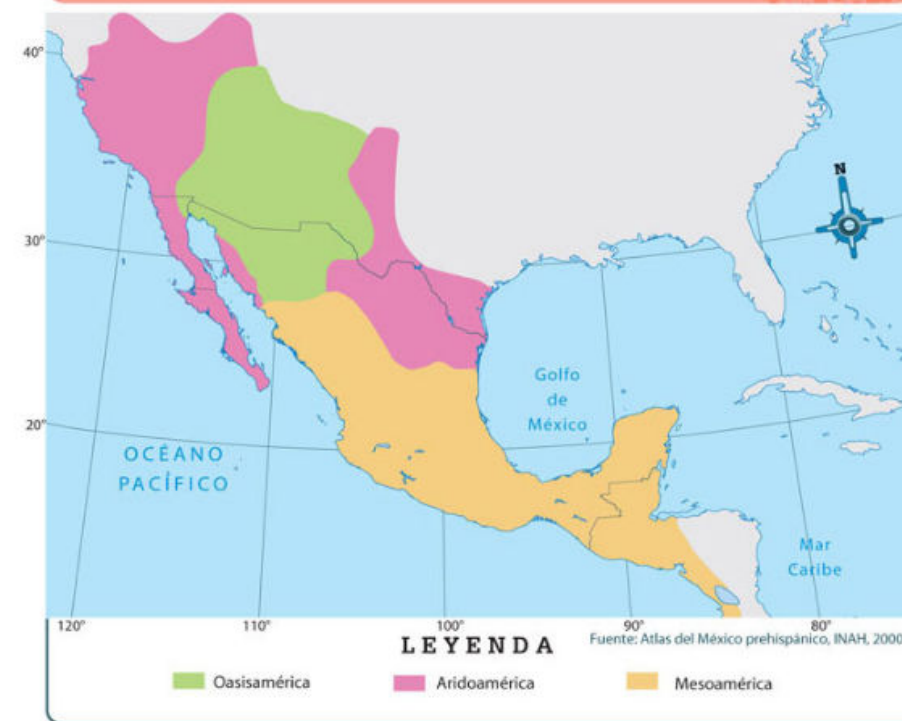 40°
N
30°
Golfo
de
México
20°
OCÉANO
PACÍFICO
Mar
Caribe
120°
110°
100°
90°
80°
LEYENDA
Fuente: Atlas del México prehispánico, INAH, 2000
Oasisamérica
Aridoamérica
Mesoamérica